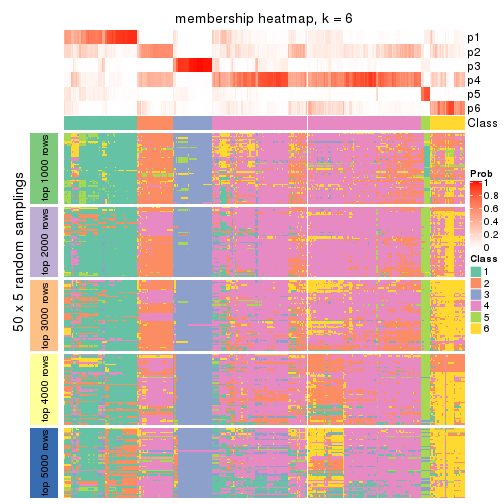 membership heatmap, k = 6
p1
p2
p3
p4
p5
p6
Class
50 x 5 random samplings
top 1000 rows
top 2000 rows
top 3000 rows
top 4000 rows
top 5000 rows
Prob
1
0.8
0.6
0.4
0.2
0
Class
1
2
3
4
5
6